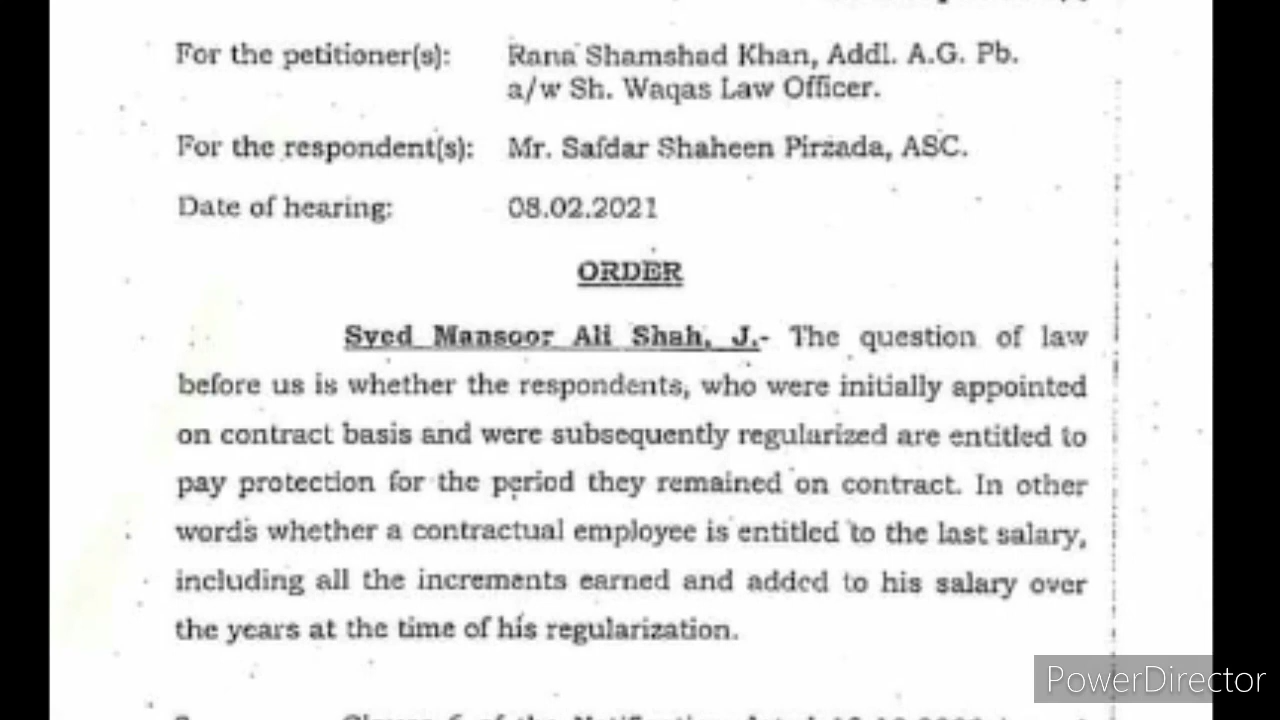 For the petitioner(s): Rana Shamshad Khan, Addl. A.G. Pb.
a/w Sh. Waqas Law Officer.
For the respondent(s): Mr. Safdar Shaheen Pirzada, ASC.
Date of hearing: 08.02.2021
ORDER
Syed Mansoor Ali Shah, J.- The question of law
before us is whether the respondents, who were initially appointed
on contract basis and were subsequently regularized are entitled to
pay protection for the period they remained on contract. In other
words whether a contractual employee is entitled to the last salary,
including all the increments earned and added to his salary over
the years at the time of his regularization.
of the Notification
PowerDirector